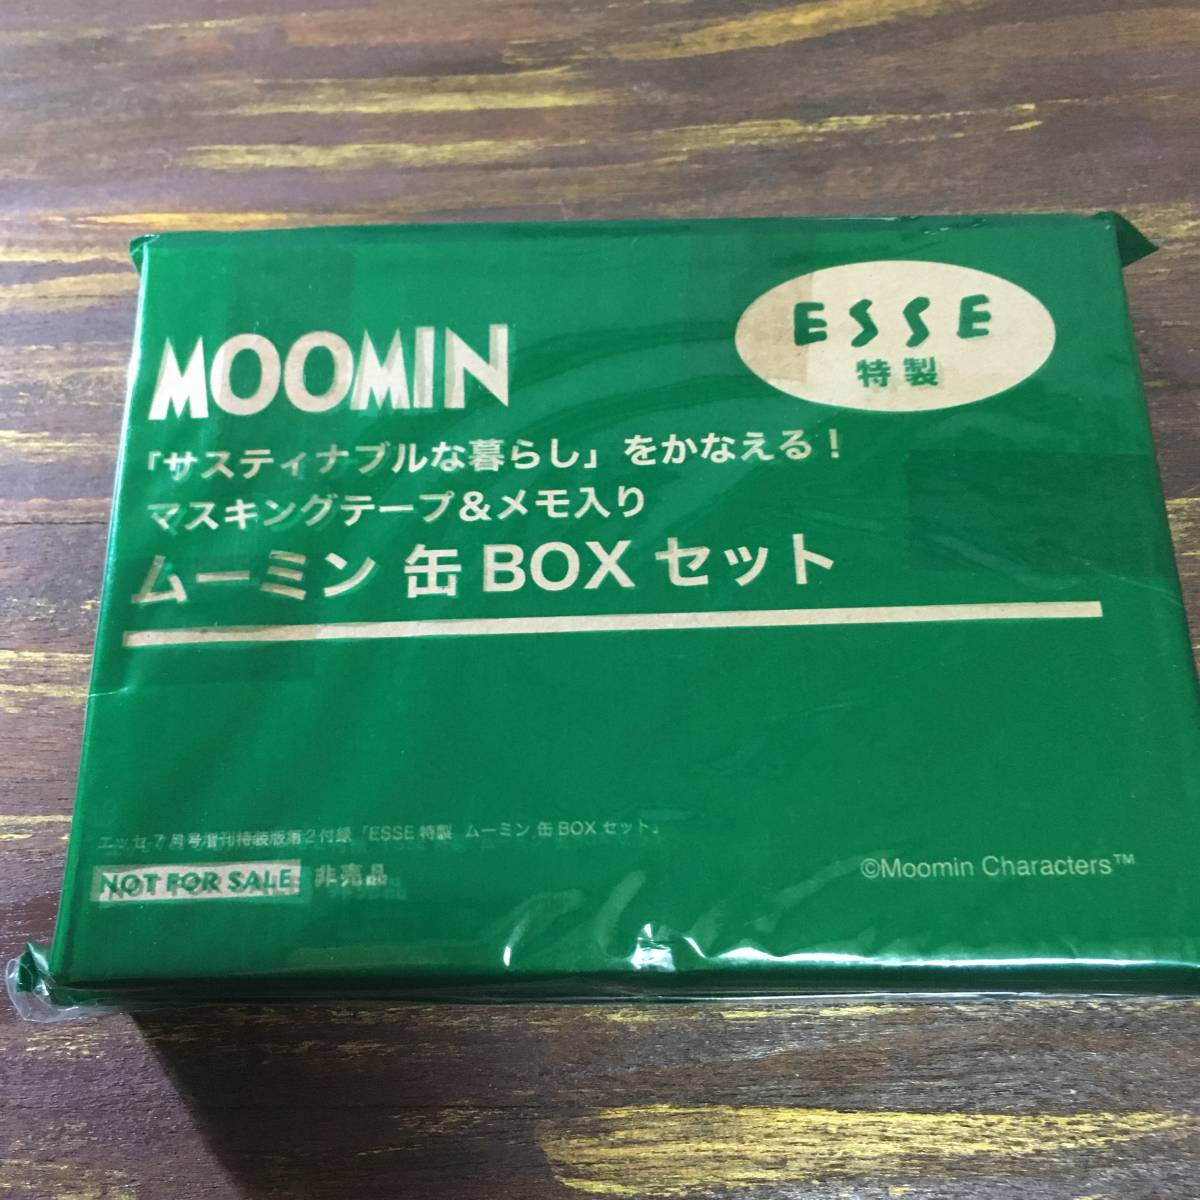 MOOMIN
ESSE
特製
「サスティナブルな暮らし」をかなえる！
マスキングテープ&メモ入り
ムーミン 缶 BOX セット
エッセ7月号増刊特装版第2付録「ESSE 特製 ムーミン 缶 BOX セット」
NOT FOR SALE 非売品
©Moomin Characters™